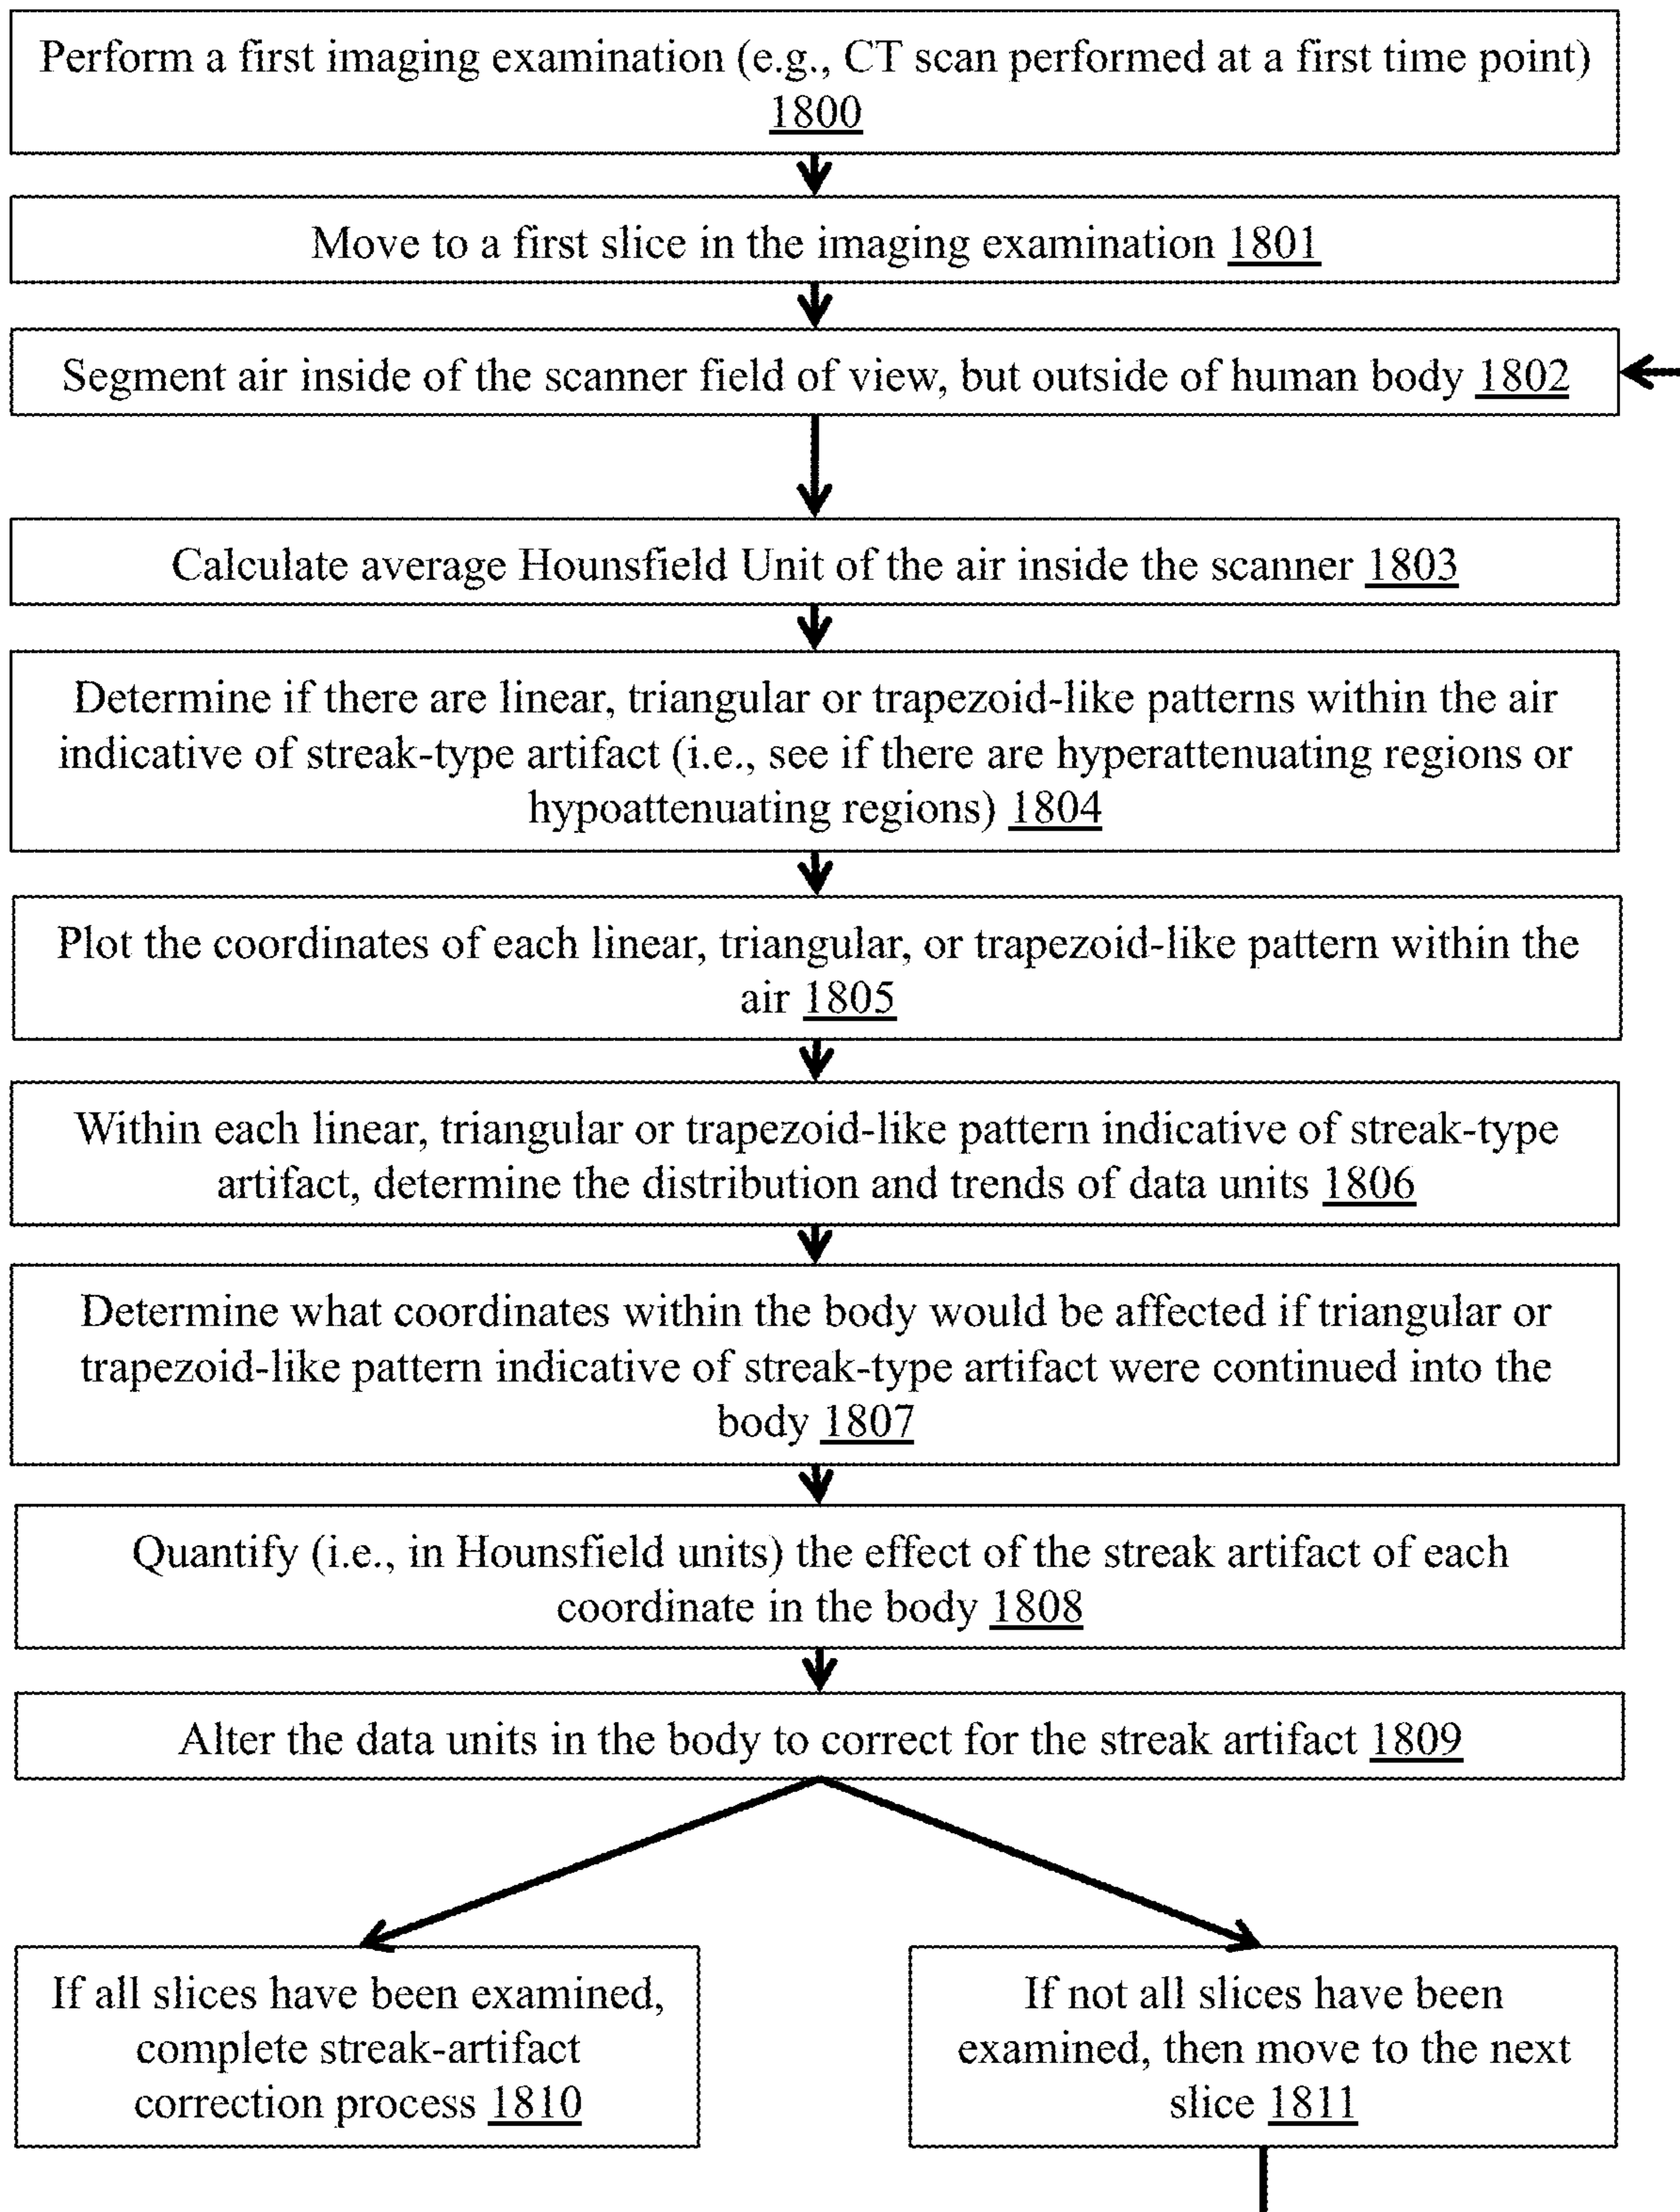 Perform a first imaging examination (e.g., CT scan performed at a first time point)
1800
Move to a first slice in the imaging examination 1801
Segment air inside of the scanner field of view, but outside of human body 1802
Calculate average Hounsfield Unit of the air inside the scanner 1803
Determine if there are linear, triangular or trapezoid-like patterns within the air
indicative of streak-type artifact (i.e., see if there are hyperattenuating regions or
hypoattenuating regions) 1804
Plot the coordinates of each linear, triangular, or trapezoid-like pattern within the
air 1805
Within each linear, triangular or trapezoid-like pattern indicative of streak-type
artifact, determine the distribution and trends of data units 1806
Determine what coordinates within the body would be affected if triangular or
trapezoid-like pattern indicative of streak-type artifact were continued into the
body 1807
Quantify (i.e., in Hounsfield units) the effect of the streak artifact of each
coordinate in the body 1808
Alter the data units in the body to correct for the streak artifact 1809
If all slices have been examined,
complete streak-artifact
correction process 1810
If not all slices have been
examined, then move to the next
slice 1811